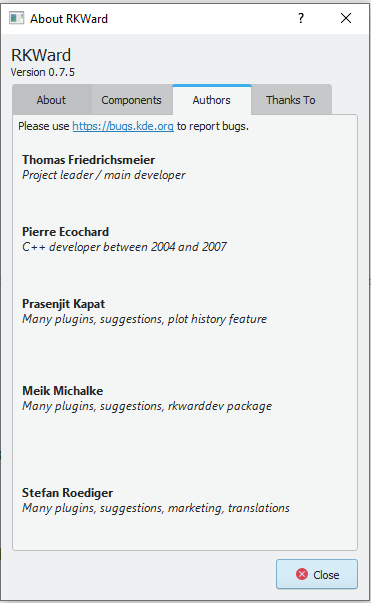 About RKWard
?
RKWard
Version 0.7.5
About Components Authors Thanks To
Please use https://bugs.kde.org to report bugs.
Thomas Friedrichsmeier
Project leader / main developer
Pierre Ecochard
C++ developer between 2004 and 2007
Prasenjit Kapat
Many plugins, suggestions, plot history feature
Meik Michalke
Many plugins, suggestions, rkwarddev package
Stefan Roediger
Many plugins, suggestions, marketing, translations
Close